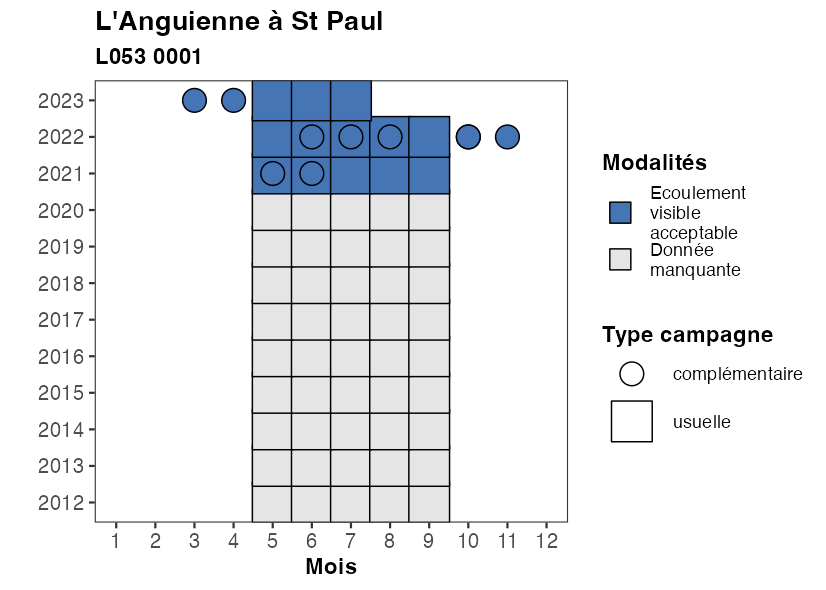 L'Anguienne à St Paul
L053 0001
2023
2022
2021
2020
2019
2018
2017
2016
2015
2014
2013
2012
1 2 3 4 5 6 7 8 9 10 11 12
Mois
Modalités
Ecoulement
visible
acceptable
Donnée
manquante
Type campagne
complémentaire
usuelle